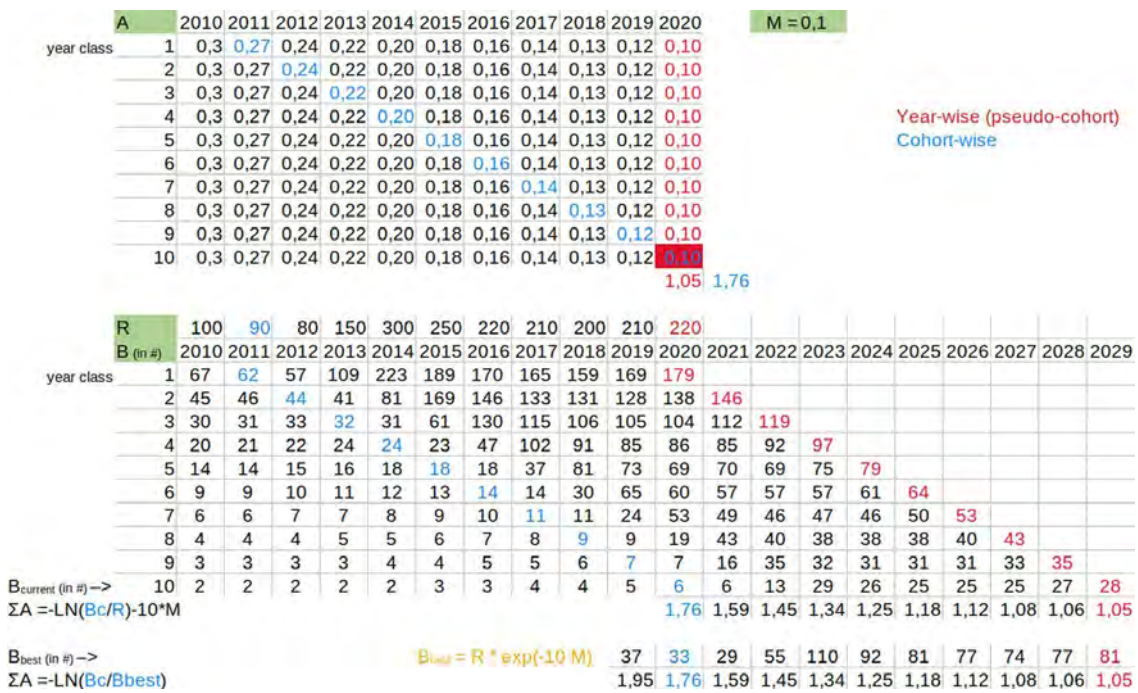 A 2010 2011 2012 2013 2014 2015 2016 2017 2018 2019 2020 M = 0,1
year class 1 0,3 0,27 0,24 0,22 0,20 0,18 0,16 0,14 0,13 0,12 0,10
2 0,3 0,27 0,24 0,22 0,20 0,18 0,16 0,14 0,13 0,12 0,10
3 0,3 0,27 0,24 0,22 0,20 0,18 0,16 0,14 0,13 0,12 0,10
4 0,3 0,27 0,24 0,22 0,20 0,18 0,16 0,14 0,13 0,12 0,10 Year-wise (pseudo-cohort)
5 0,3 0,27 0,24 0,22 0,20 0,18 0,16 0,14 0,13 0,12 0,10 Cohort-wise
6 0,3 0,27 0,24 0,22 0,20 0,18 0,16 0,14 0,13 0,12 0,10
7 0,3 0,27 0,24 0,22 0,20 0,18 0,16 0,14 0,13 0,12 0,10
8 0,3 0,27 0,24 0,22 0,20 0,18 0,16 0,14 0,13 0,12 0,10
9 0,3 0,27 0,24 0,22 0,20 0,18 0,16 0,14 0,13 0,12 0,10
10 0,3 0,27 0,24 0,22 0,20 0,18 0,16 0,14 0,13 0,12 0,10
1,05 1,76
R 100 90 80 150 300 250 220 210 200 210 220
B (in #) 2010 2011 2012 2013 2014 2015 2016 2017 2018 2019 2020 2021 2022 2023 2024 2025 2026 2027 2028 2029
year class 1 67 62 57 109 223 189 170 165 159 169 179
2 45 46 44 41 81 169 146 133 131 128 138 146
3 30 31 33 32 31 61 130 115 106 105 104 112 119
4 20 21 22 24 24 23 47 102 91 85 86 85 92 97
5 14 14 15 16 18 18 18 37 81 73 69 70 69 75 79
6 9 9 10 11 12 13 14 14 30 65 60 57 57 57 61 64
7 6 6 7 7 8 9 10 11 11 24 53 49 46 47 46 50 53
8 4 4 4 5 5 6 7 8 9 9 19 43 40 38 38 38 40 43
9 3 3 3 3 4 4 5 5 6 7 7 16 35 32 31 31 31 33 35
Bcurrent (in #) –> 10 2 2 2 2 2 3 3 4 4 5 6 6 13 29 26 25 25 25 27 28
ΣA =-LN(Bc/R)-10*M 1,76 1,59 1,45 1,34 1,25 1,18 1,12 1,08 1,06 1,05
Bbest (in #) –> Bbest = R * exp(-10 M) 37 33 29 55 110 92 81 77 74 77 81
ΣA =-LN(Bc/Bbest) 1,95 1,76 1,59 1,45 1,34 1,25 1,18 1,12 1,08 1,06 1,05